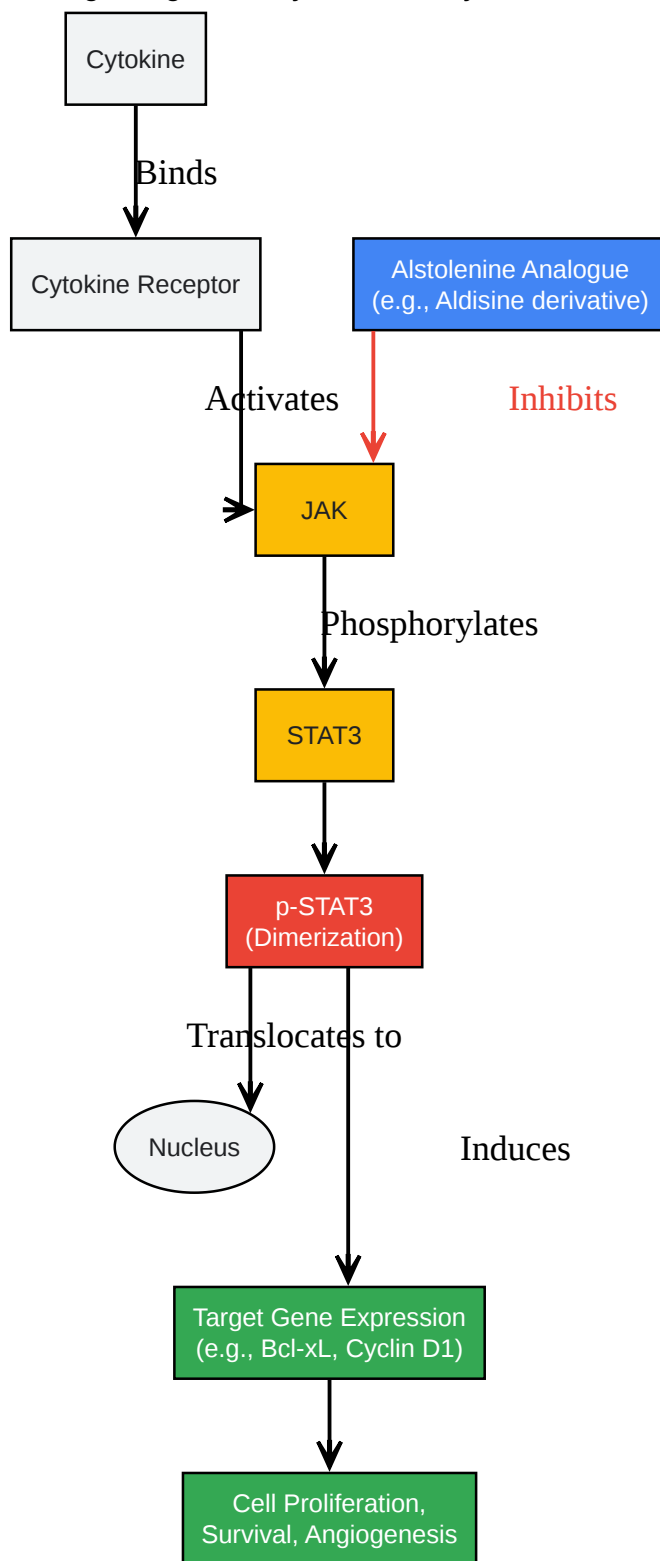 Cytokine
Binds
Cytokine Receptor
Alstolenine Analogue
(e.g., Aldisine derivative)
Activates
Inhibits
JAK
Phosphorylates
STAT3
p-STAT3
(Dimerization)
Translocates to
Nucleus
Induces
Target Gene Expression
(e.g., Bcl-xL, Cyclin D1)
Cell Proliferation,
Survival, Angiogenesis